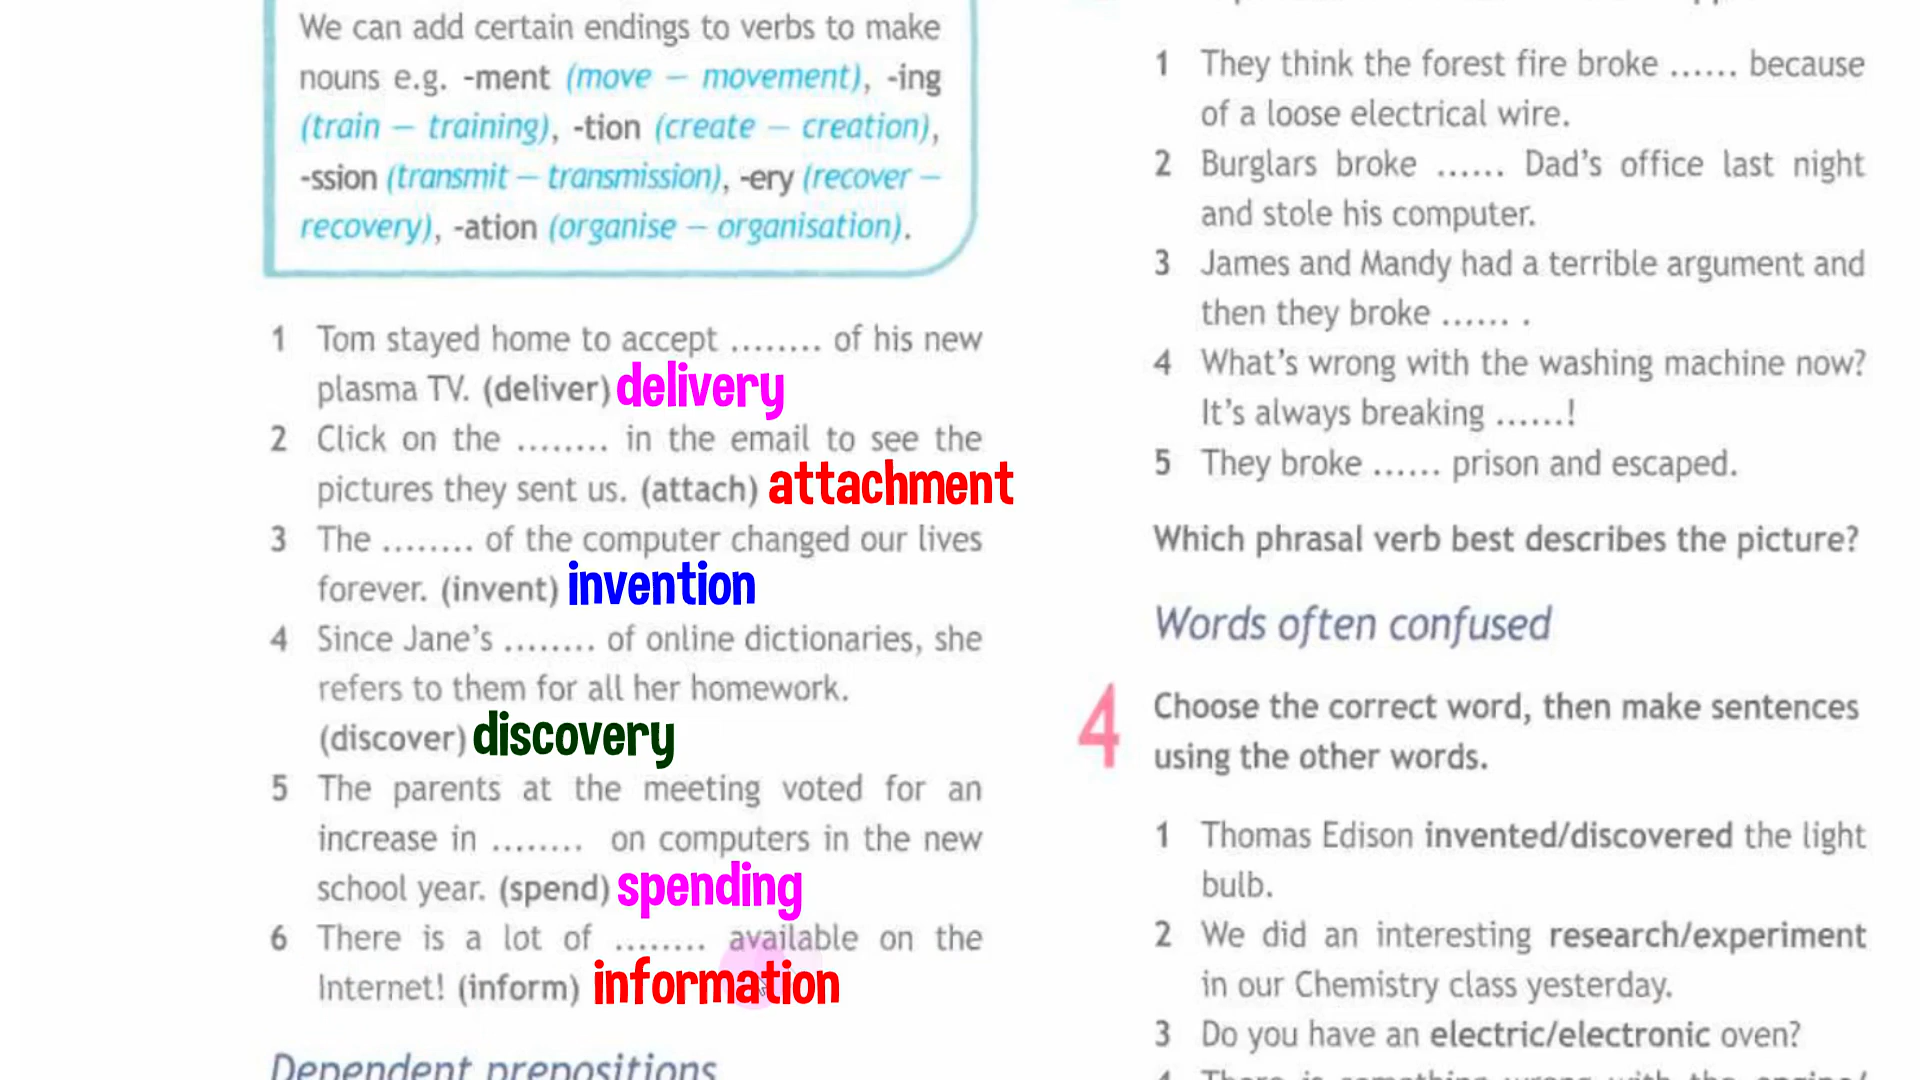 We can add certain endings to verbs to make
nouns e.g. -ment (move – movement), -ing
(train – training), -tion (create – creation),
-ssion (transmit – transmission), -ery (recover –
recovery), -ation (organise – organisation).
1 Tom stayed home to accept ........ of his new
plasma TV. (deliver) delivery
2 Click on the ........ in the email to see the
pictures they sent us. (attach) attachment
3 The ........ of the computer changed our lives
forever. (invent) invention
4 Since Jane's ........ of online dictionaries, she
refers to them for all her homework.
(discover) discovery
5 The parents at the meeting voted for an
increase in ........ on computers in the new
school year. (spend) spending
6 There is a lot of ........ available on the
Internet! (inform) information
Dependent prepositions
1 They think the forest fire broke ...... because
of a loose electrical wire.
2 Burglars broke ...... Dad's office last night
and stole his computer.
3 James and Mandy had a terrible argument and
then they broke ...... .
4 What's wrong with the washing machine now?
It's always breaking ......!
5 They broke ...... prison and escaped.
Which phrasal verb best describes the picture?
Words often confused
4 Choose the correct word, then make sentences
using the other words.
1 Thomas Edison invented/discovered the light
bulb.
2 We did an interesting research/experiment
in our Chemistry class yesterday.
3 Do you have an electric/electronic oven?
4 There is something wrong with the engine/